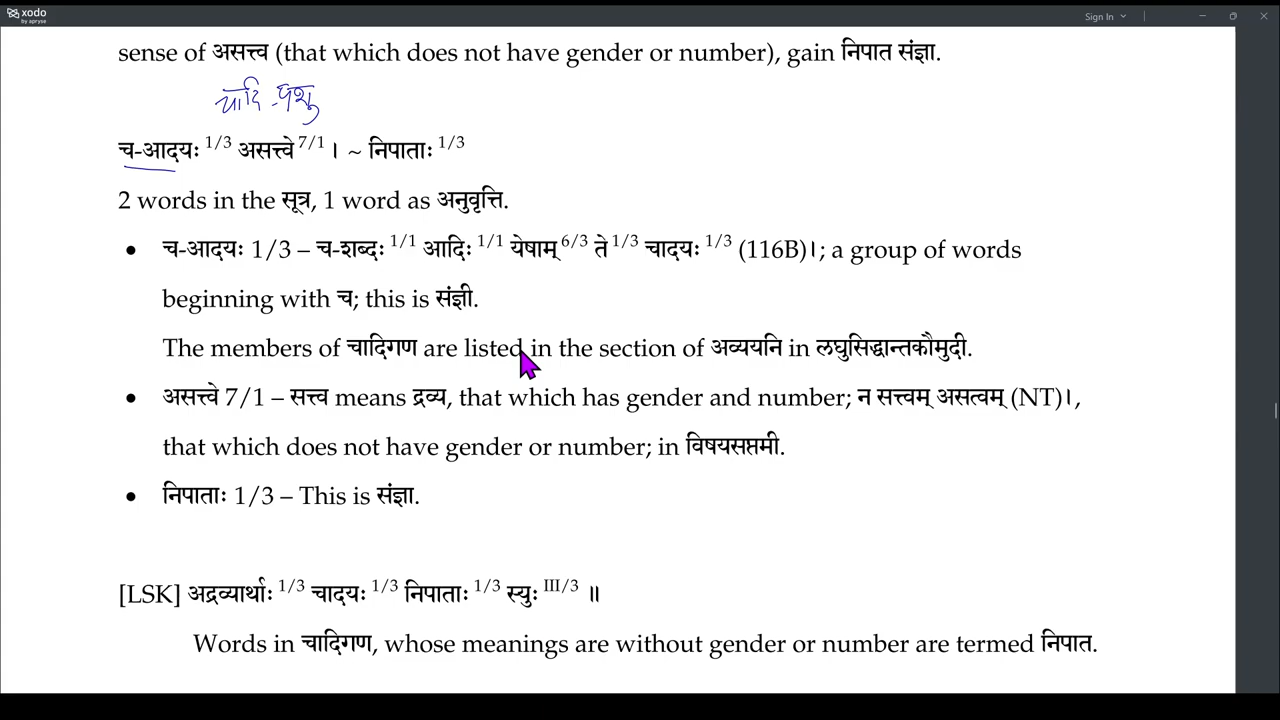 xodo
by apryse
Sign In
sense of असत्त्व (that which does not have gender or number), gain निपात संज्ञा.
चादि - पशु
च-आदयः 1/3 असत्त्वे 7/1 । ~ निपाताः 1/3
2 words in the सूत्र, 1 word as अनुवृत्ति.
• च-आदयः 1/3 – च-शब्दः 1/1 आदिः 1/1 येषाम् 6/3 ते 1/3 चादयः 1/3 (116B)।; a group of words
beginning with च; this is संज्ञी.
The members of चादिगण are listed in the section of अव्ययनि in लघुसिद्धान्तकौमुदी.
• असत्त्वे 7/1 – सत्त्व means द्रव्य, that which has gender and number; न सत्त्वम् असत्वम् (NT)।,
that which does not have gender or number; in विषयसप्तमी.
• निपाताः 1/3 – This is संज्ञा.
[LSK] अद्रव्यार्थाः 1/3 चादयः 1/3 निपाताः 1/3 स्युः III/3 ॥
Words in चादिगण, whose meanings are without gender or number are termed निपात.